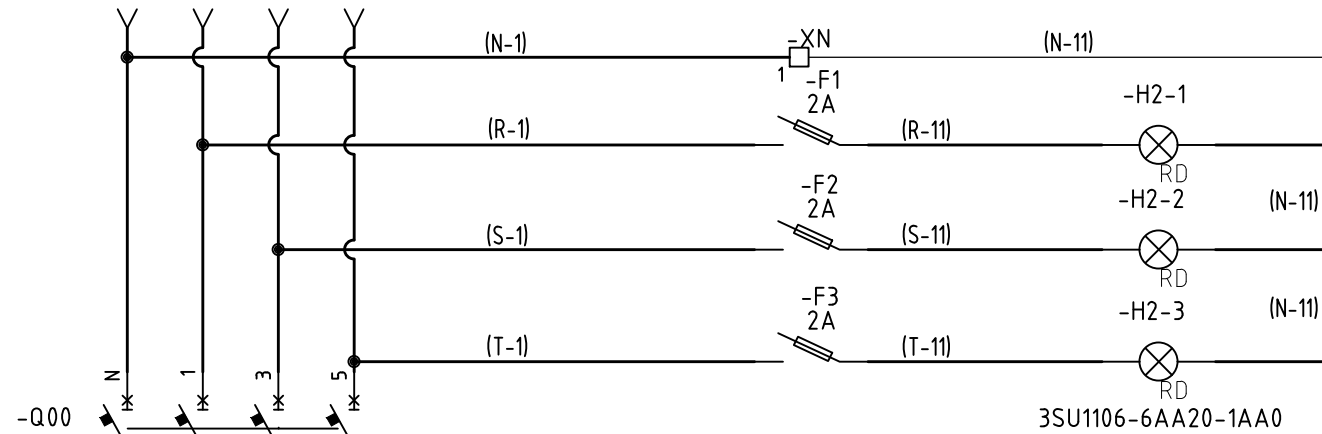 (N-1)
-XN
(N-11)
1
-F1
2A
-H2-1
(R-1)
(R-11)
RD
-F2
2A
-H2-2
(N-11)
(S-1)
(S-11)
RD
-F3
2A
-H2-3
(N-11)
(T-1)
(T-11)
N
1
3
5
RD
-Q00
3SU1106-6AA20-1AA0